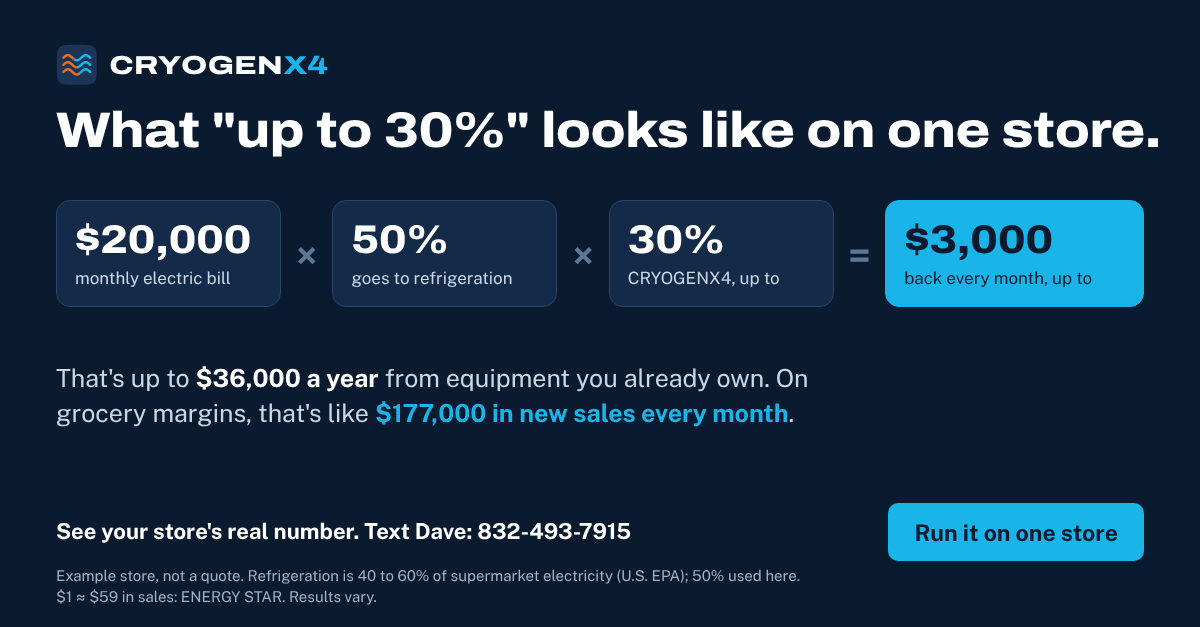 CRYOGENX4
What "up to 30%" looks like on one store.
$20,000
monthly electric bill
×
50%
goes to refrigeration
×
30%
CRYOGENX4, up to
=
$3,000
back every month, up to
That's up to $36,000 a year from equipment you already own. On
grocery margins, that's like $177,000 in new sales every month.
See your store's real number. Text Dave: 832-493-7915
Run it on one store
Example store, not a quote. Refrigeration is 40 to 60% of supermarket electricity (U.S. EPA); 50% used here.
$1 ≈ $59 in sales: ENERGY STAR. Results vary.